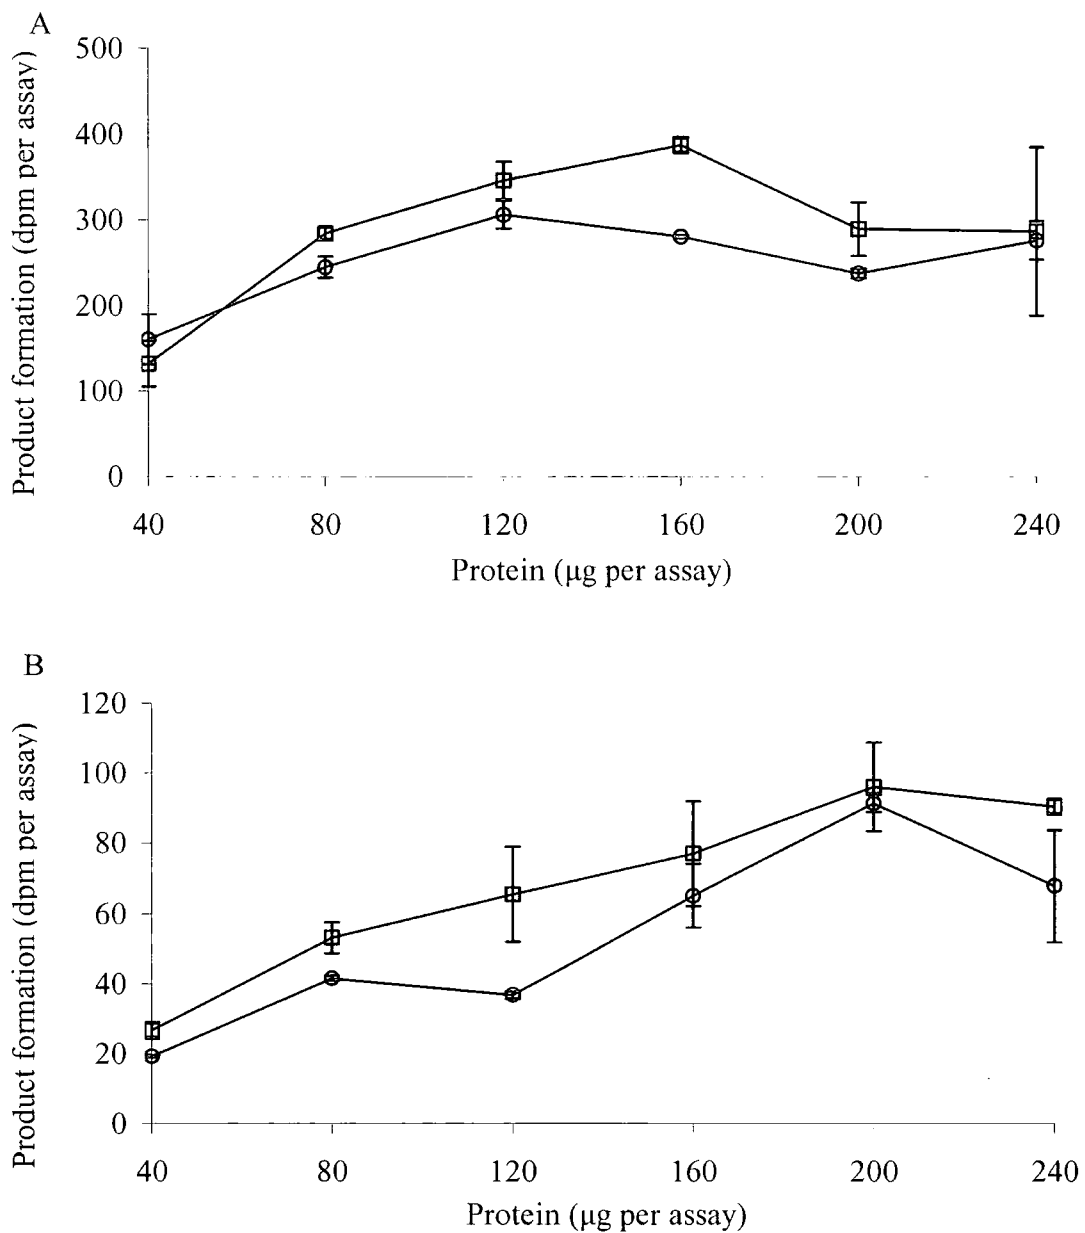 A
Product formation (dpm per assay)
500
400
300
200
100
0
40 80 120 160 200 240
Protein (μg per assay)
B
Product formation (dpm per assay)
120
100
80
60
40
20
0
40 80 120 160 200 240
Protein (μg per assay)